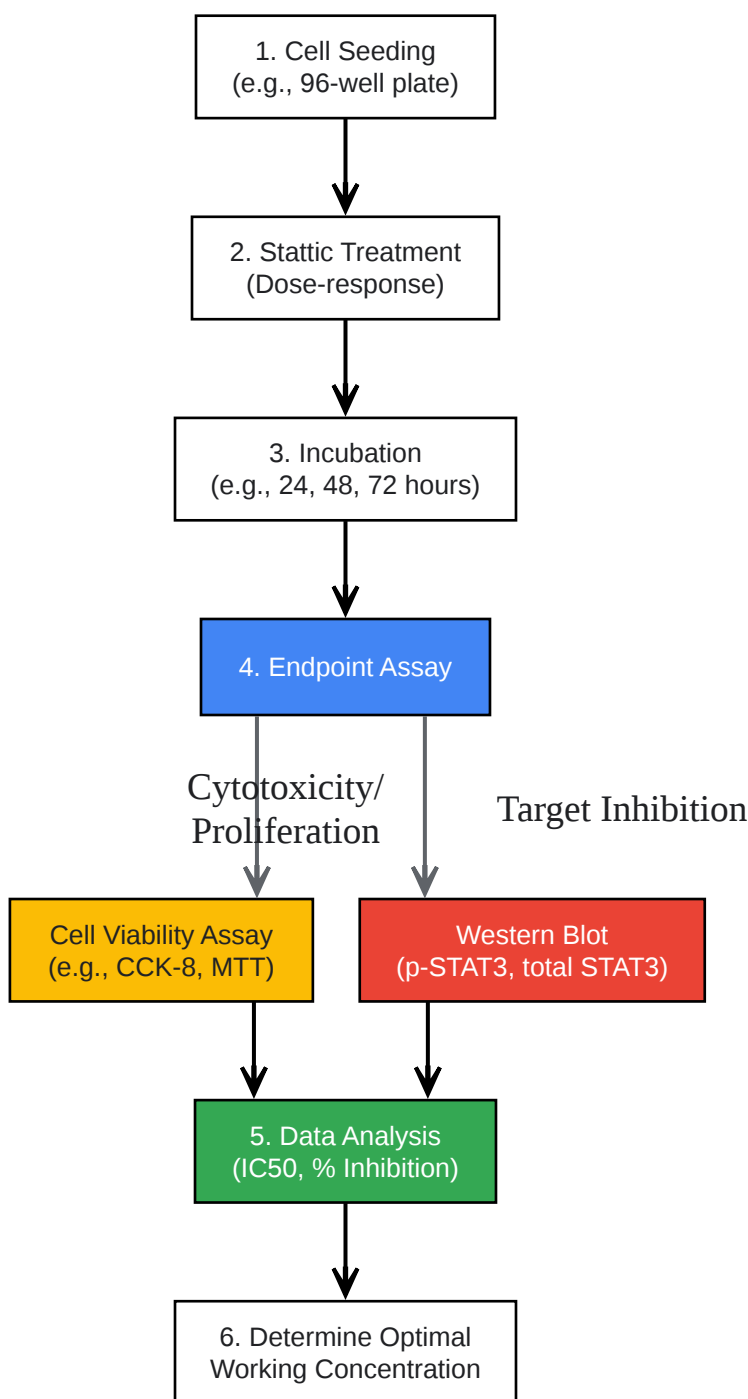 1. Cell Seeding
(e.g., 96-well plate)
2. Stattic Treatment
(Dose-response)
3. Incubation
(e.g., 24, 48, 72 hours)
4. Endpoint Assay
Cytotoxicity/
Proliferation
Target Inhibition
Cell Viability Assay
(e.g., CCK-8, MTT)
Western Blot
(p-STAT3, total STAT3)
5. Data Analysis
(IC50, % Inhibition)
6. Determine Optimal
Working Concentration